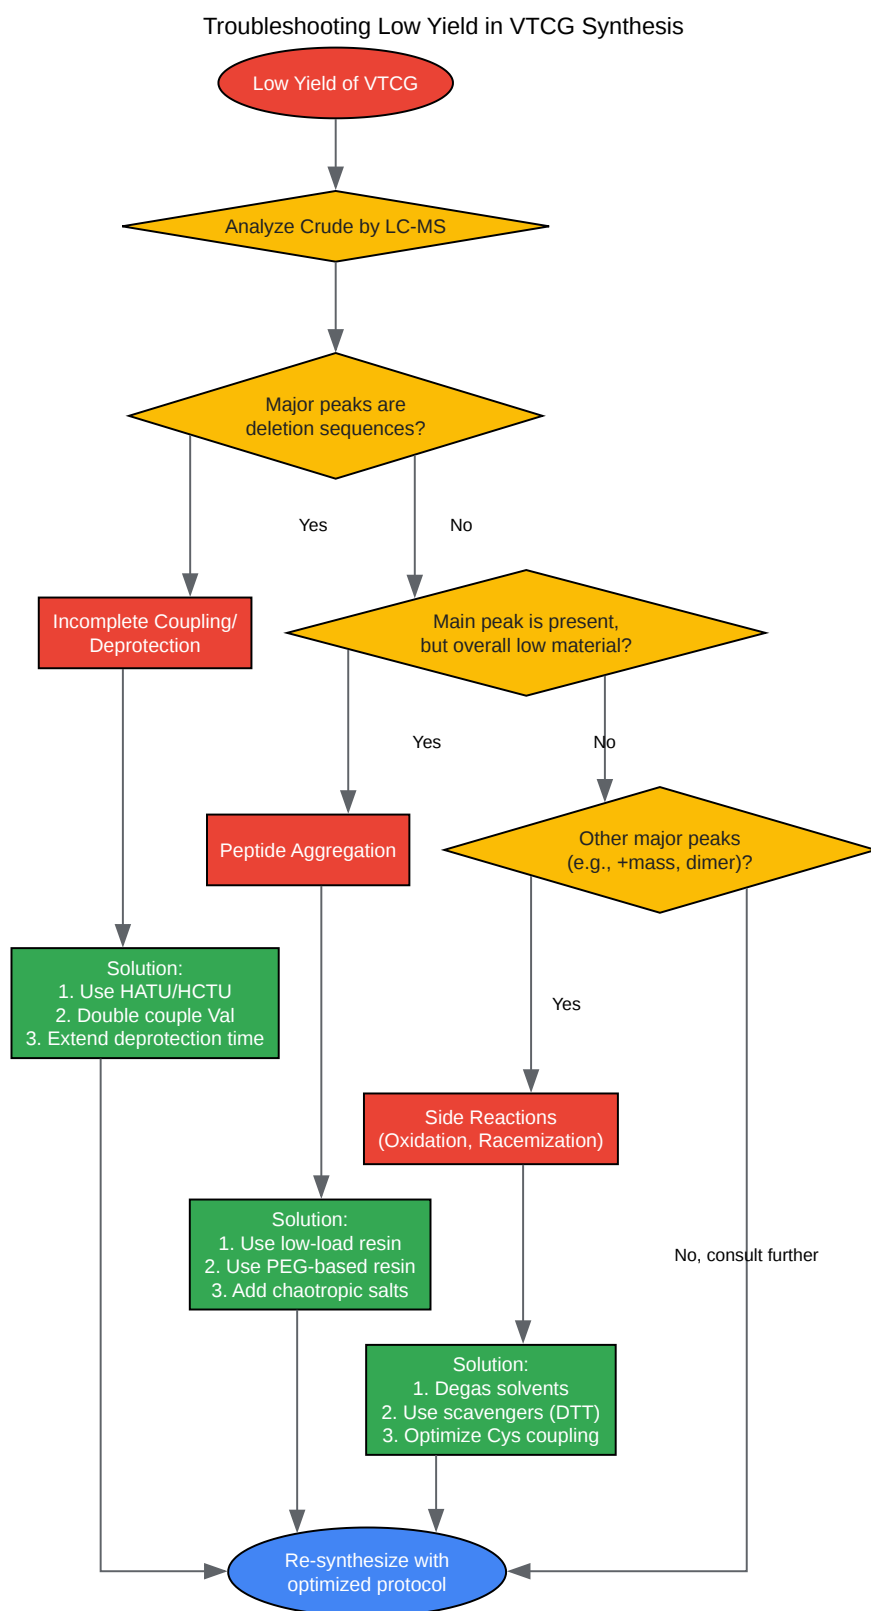 Troubleshooting Low Yield in VTCG Synthesis
Low Yield of VTCG
Analyze Crude by LC-MS
Major peaks are
deletion sequences?
Yes
No
Incomplete Coupling/
Deprotection
Main peak is present,
but overall low material?
Yes
No
Peptide Aggregation
Other major peaks
(e.g., +mass, dimer)?
Solution:
1. Use HATU/HCTU
2. Double couple Val
3. Extend deprotection time
Yes
Side Reactions
(Oxidation, Racemization)
Solution:
1. Use low-load resin
2. Use PEG-based resin
3. Add chaotropic salts
No, consult further
Solution:
1. Degas solvents
2. Use scavengers (DTT)
3. Optimize Cys coupling
Re-synthesize with
optimized protocol